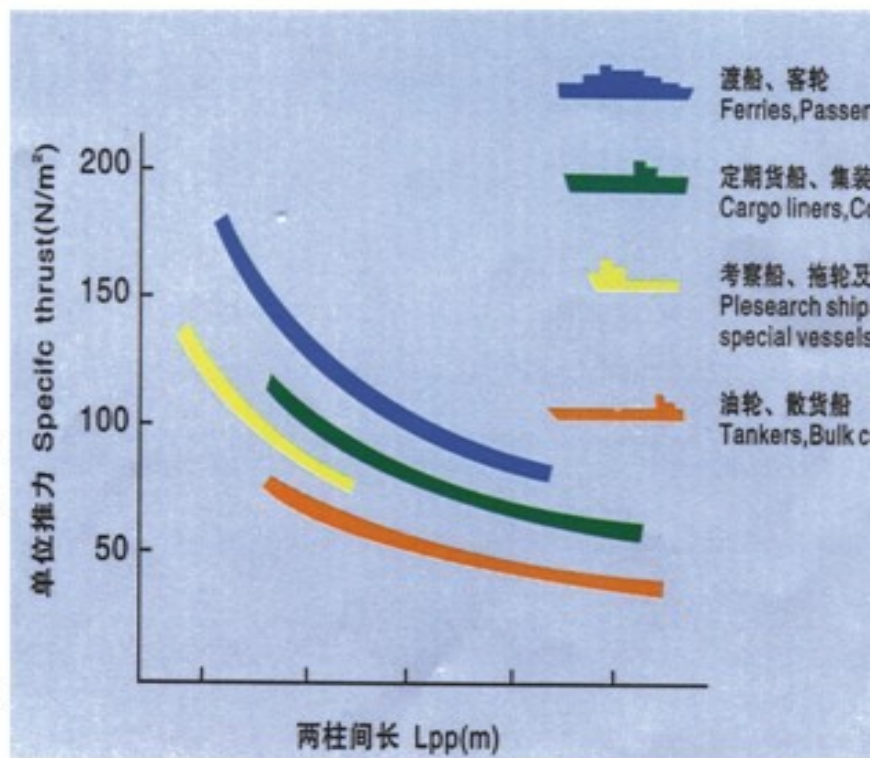 渡船、客轮
Ferries,Passen
定期货船、集装
Cargo liners,Co
考察船、拖轮及
Plesearch ship
special vessels
油轮、散货船
Tankers,Bulk c
单位推力 Specifc thrust(N/m²)
200
150
100
50
两柱间长 Lpp(m)